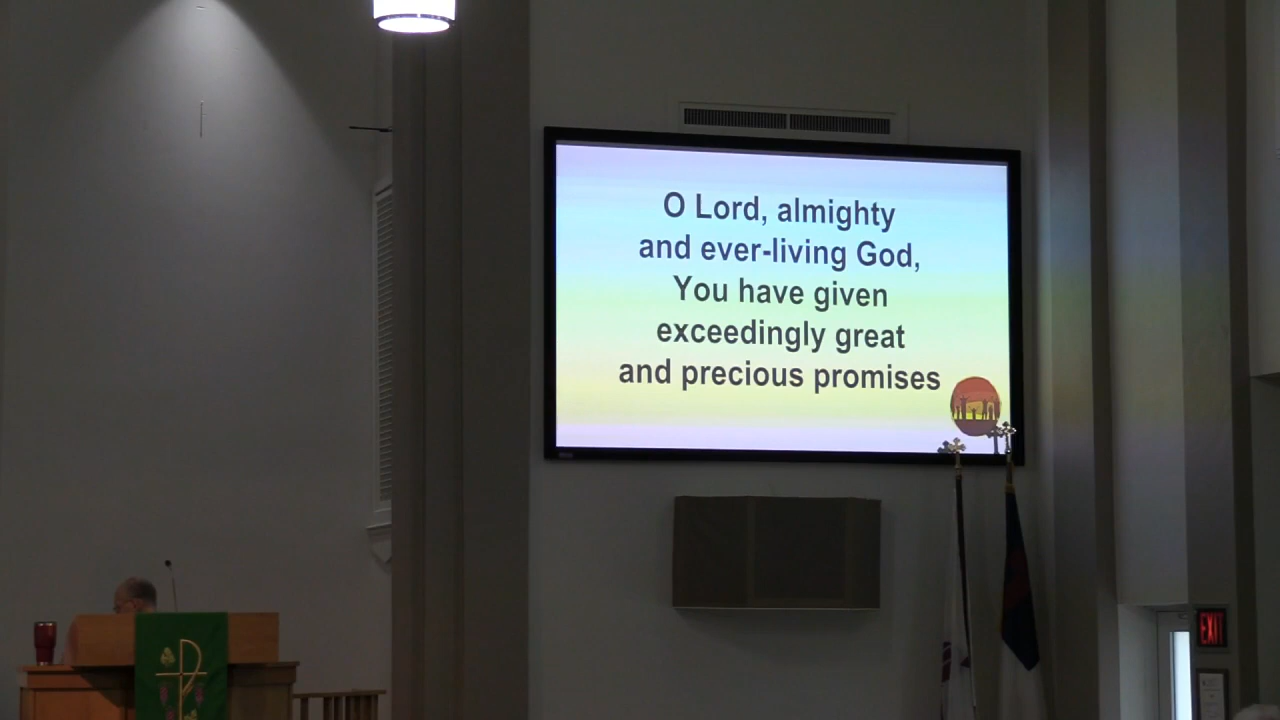 O Lord, almighty
and ever-living God,
You have given
exceedingly great
and precious promises
EXIT